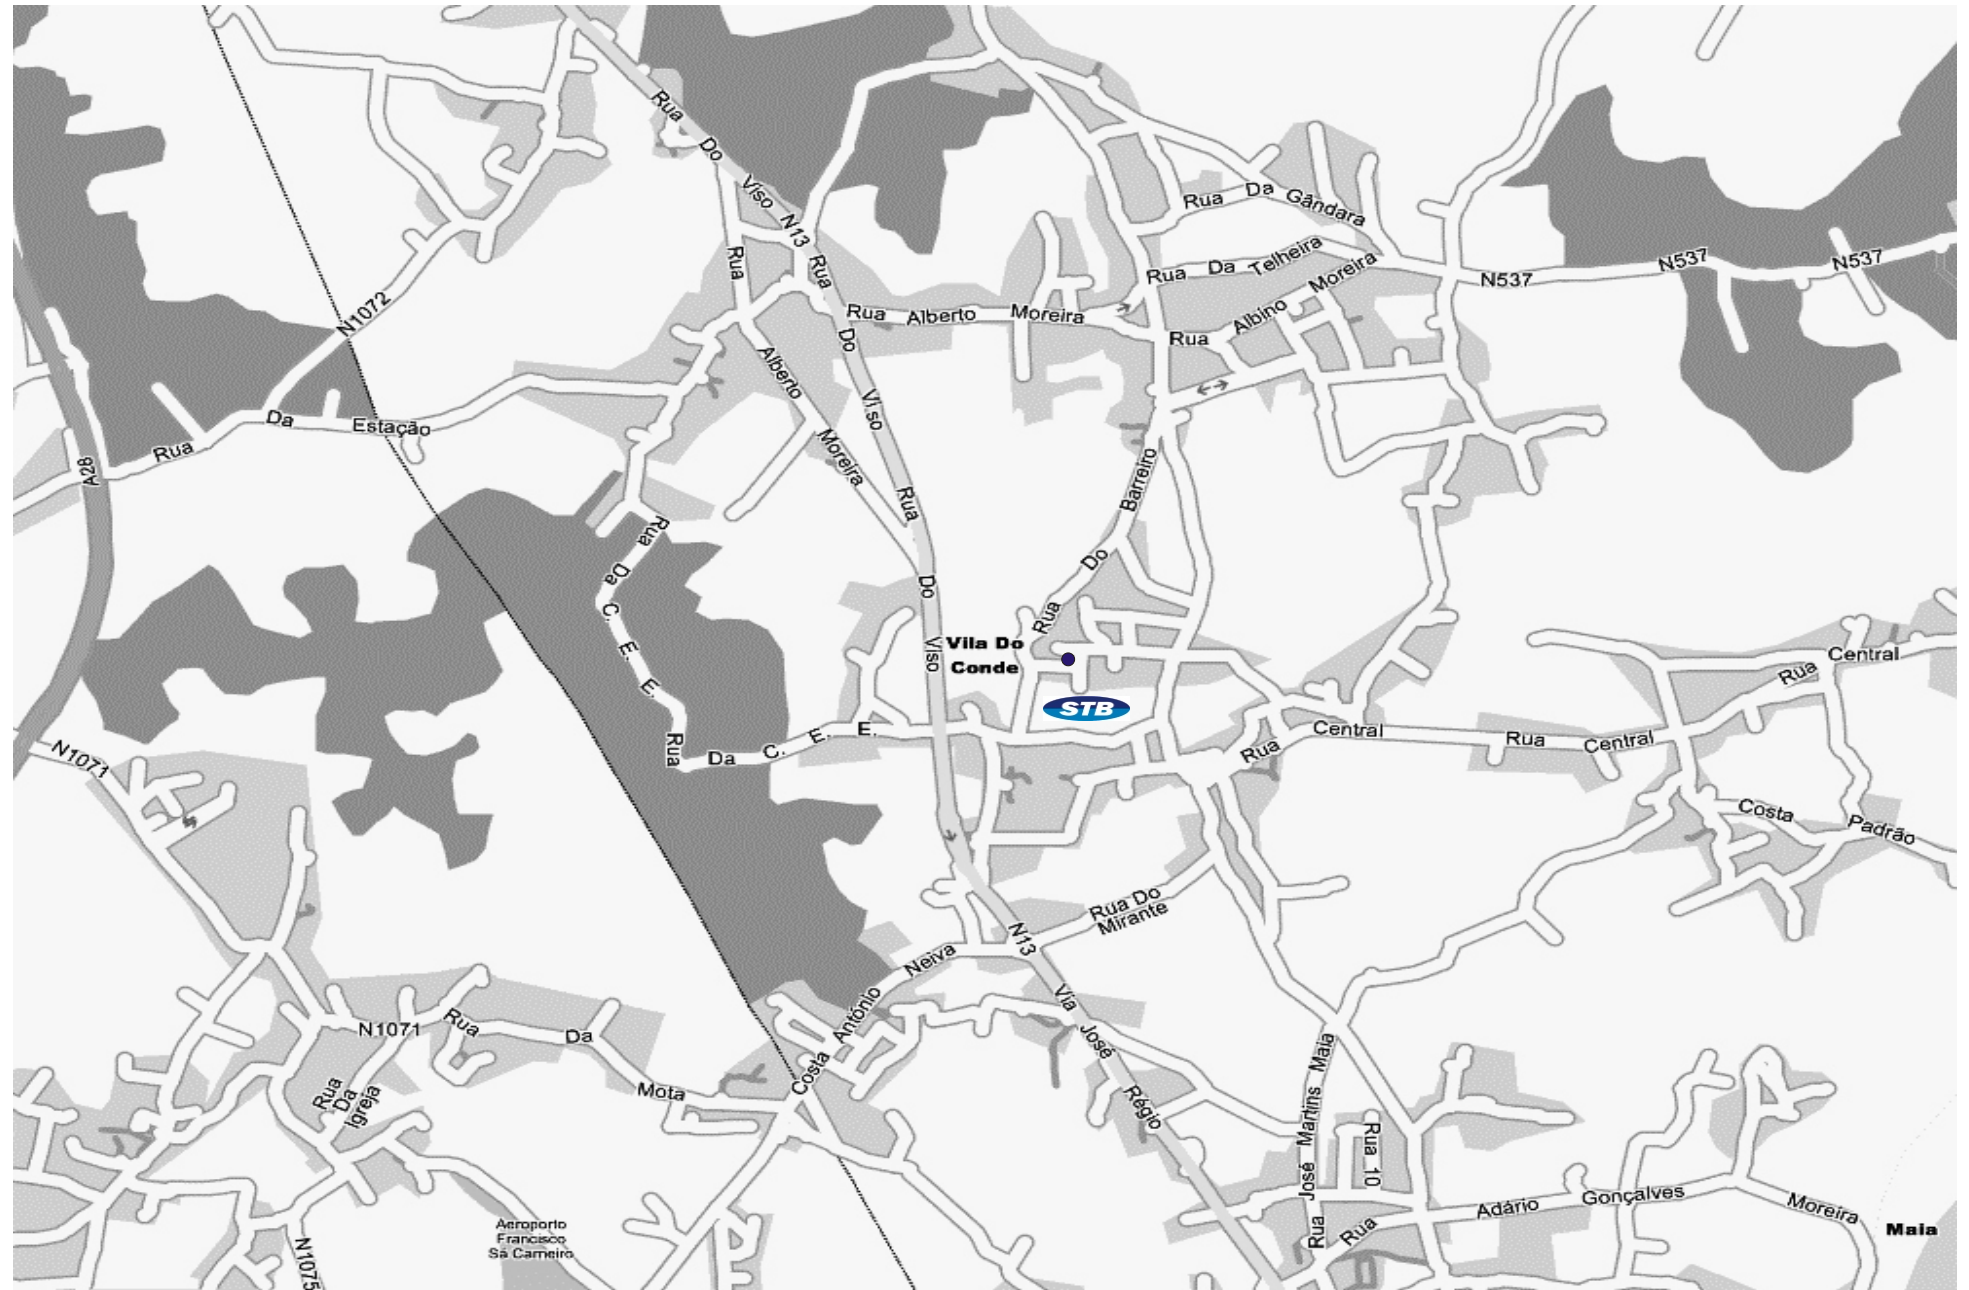 Rua Do Viso N13
Rua Da Gândara
Rua Da Telheira
N537
N537
N537
Rua Do Viso
Rua Alberto Moreira
Rua Alberto Moreira
Rua Albino Moreira
N1072
Rua Da Estação
A28
Rua Do Barreiro
Rua Do Viso
Rua Da C. E. E.
Vila Do
Conde
STB
Rua Da C. E. E.
Rua Central
Rua Central
Rua Central
N1071
Costa Padrão
Rua Do
Mirante
N13
Costa António Neiva
Via José Régio
N1071
Rua Da Mota
Rua
Da
Igreja
Rua José Martins Maia
Rua 10
Rua Adário Gonçalves Moreira
Maia
Aeroporto
Francisco
Sá Carneiro
N1075